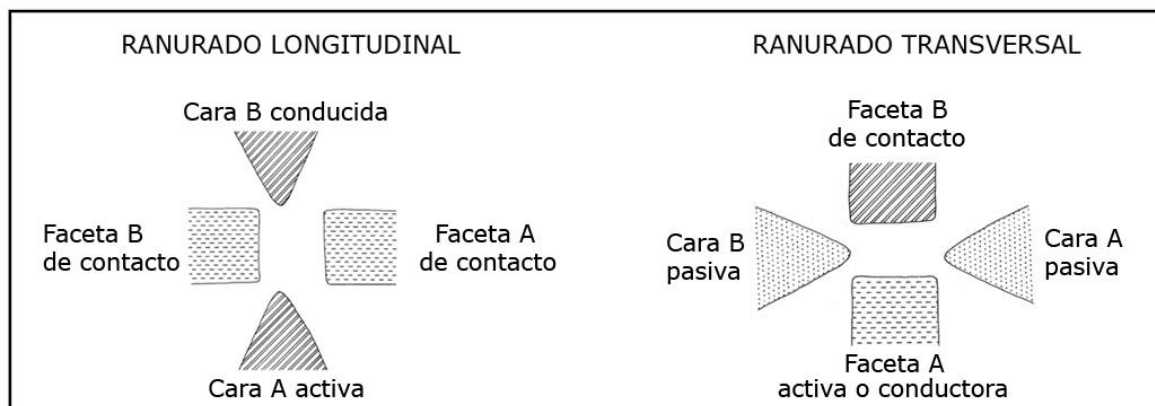 RANURADO LONGITUDINAL
Cara B conducida
Faceta B
de contacto
Faceta A
de contacto
Cara A activa
RANURADO TRANSVERSAL
Faceta B
de contacto
Cara B
pasiva
Cara A
pasiva
Faceta A
activa o conductora